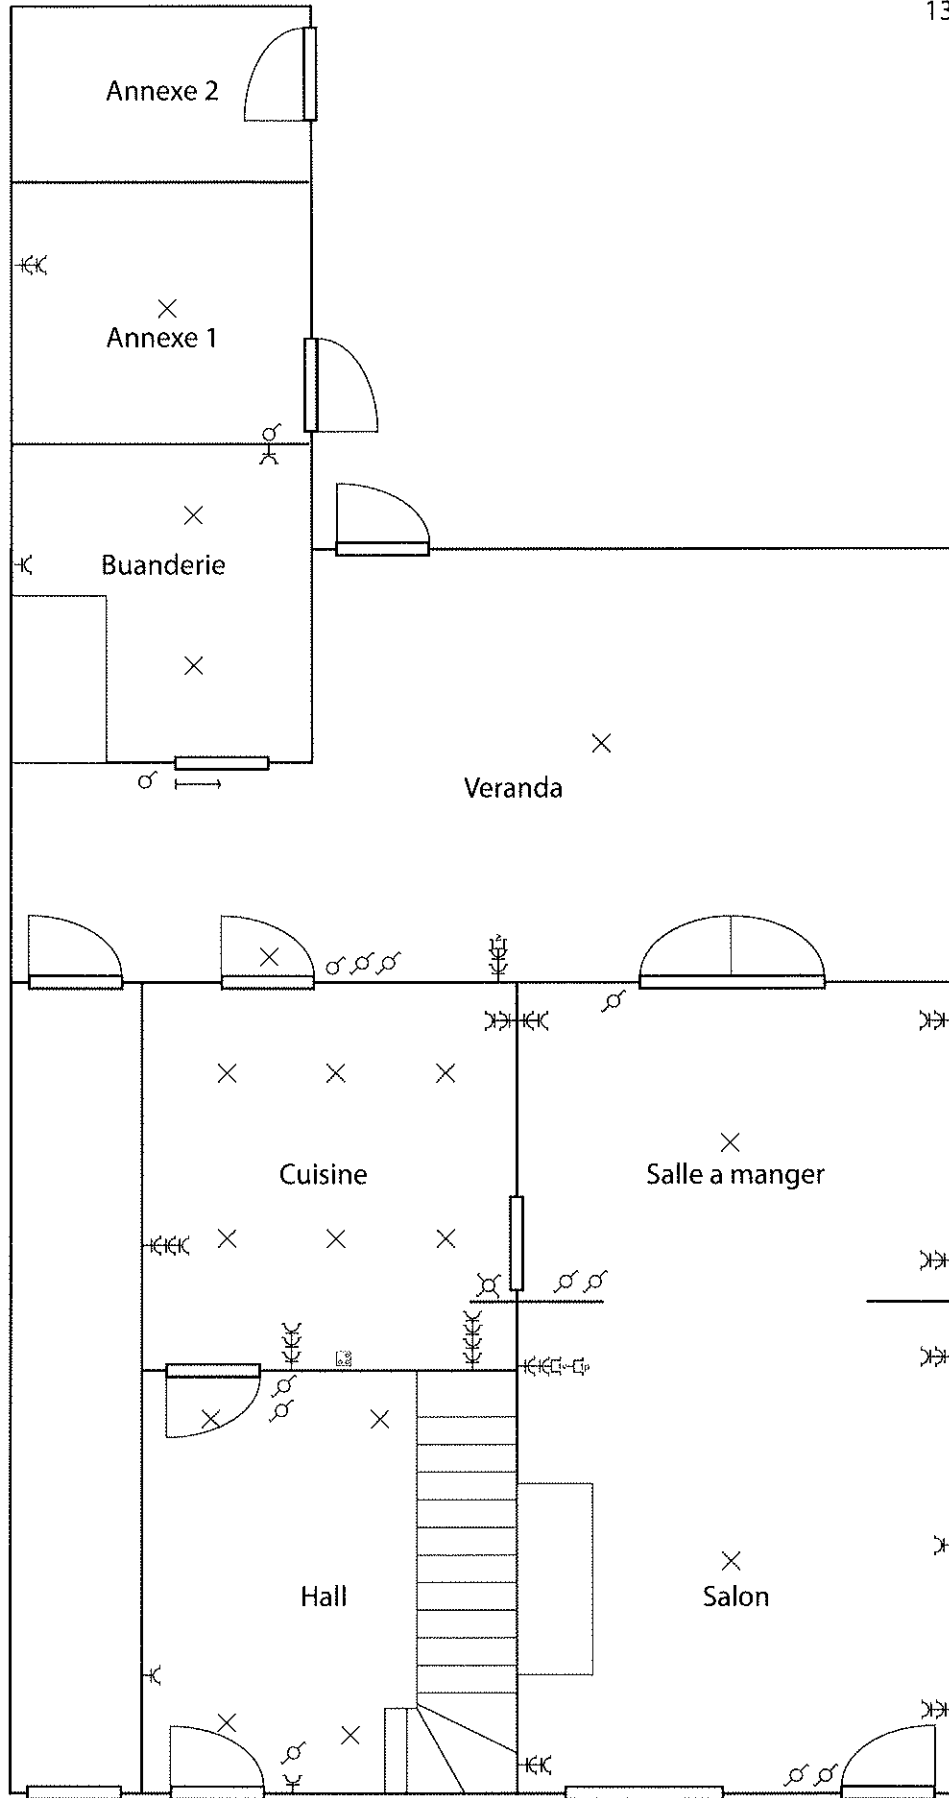 13
Annexe 2
Annexe 1
Buanderie
Veranda
Cuisine
Salle a manger
Hall
Salon